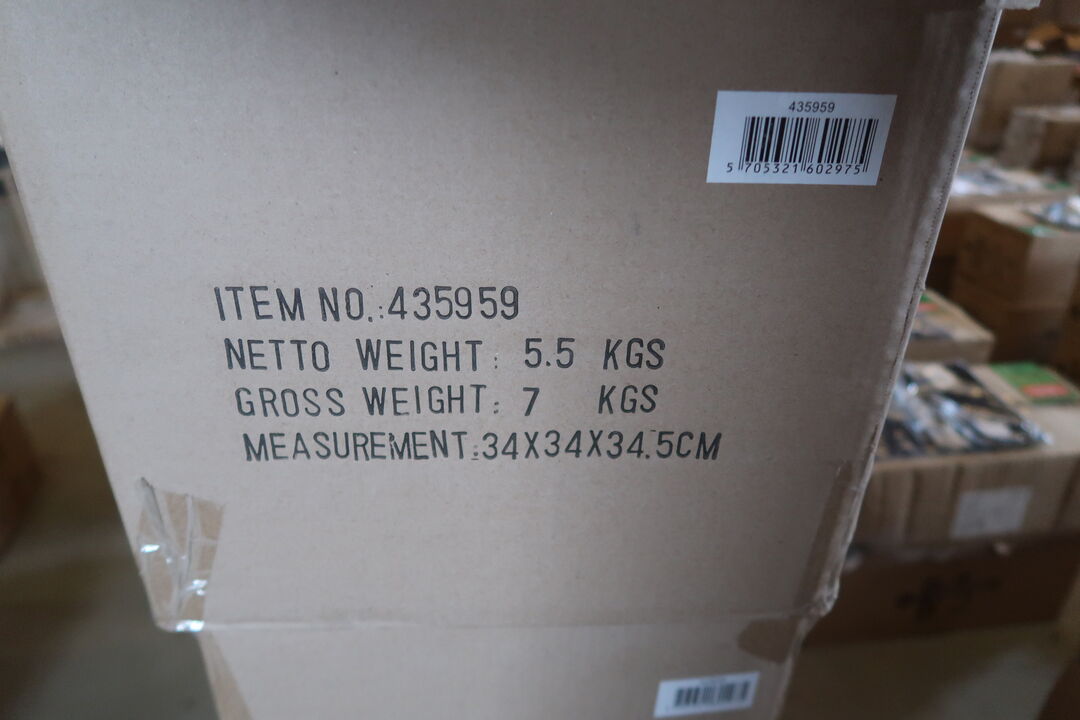 435959
5 705321 602975
ITEM NO.:435959
NETTO WEIGHT: 5.5 KGS
GROSS WEIGHT: 7 KGS
MEASUREMENT:34X34X34.5CM